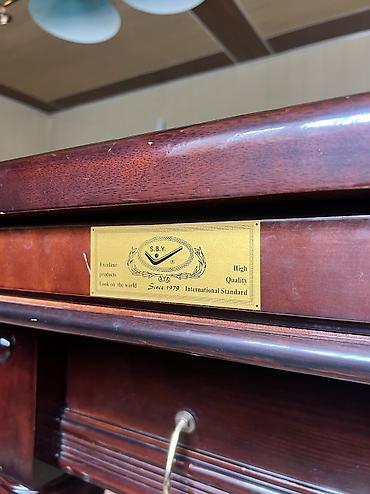 S.B.Y.
Excellent
products
Look on the world
Since 1979
High
Quality
International Standard